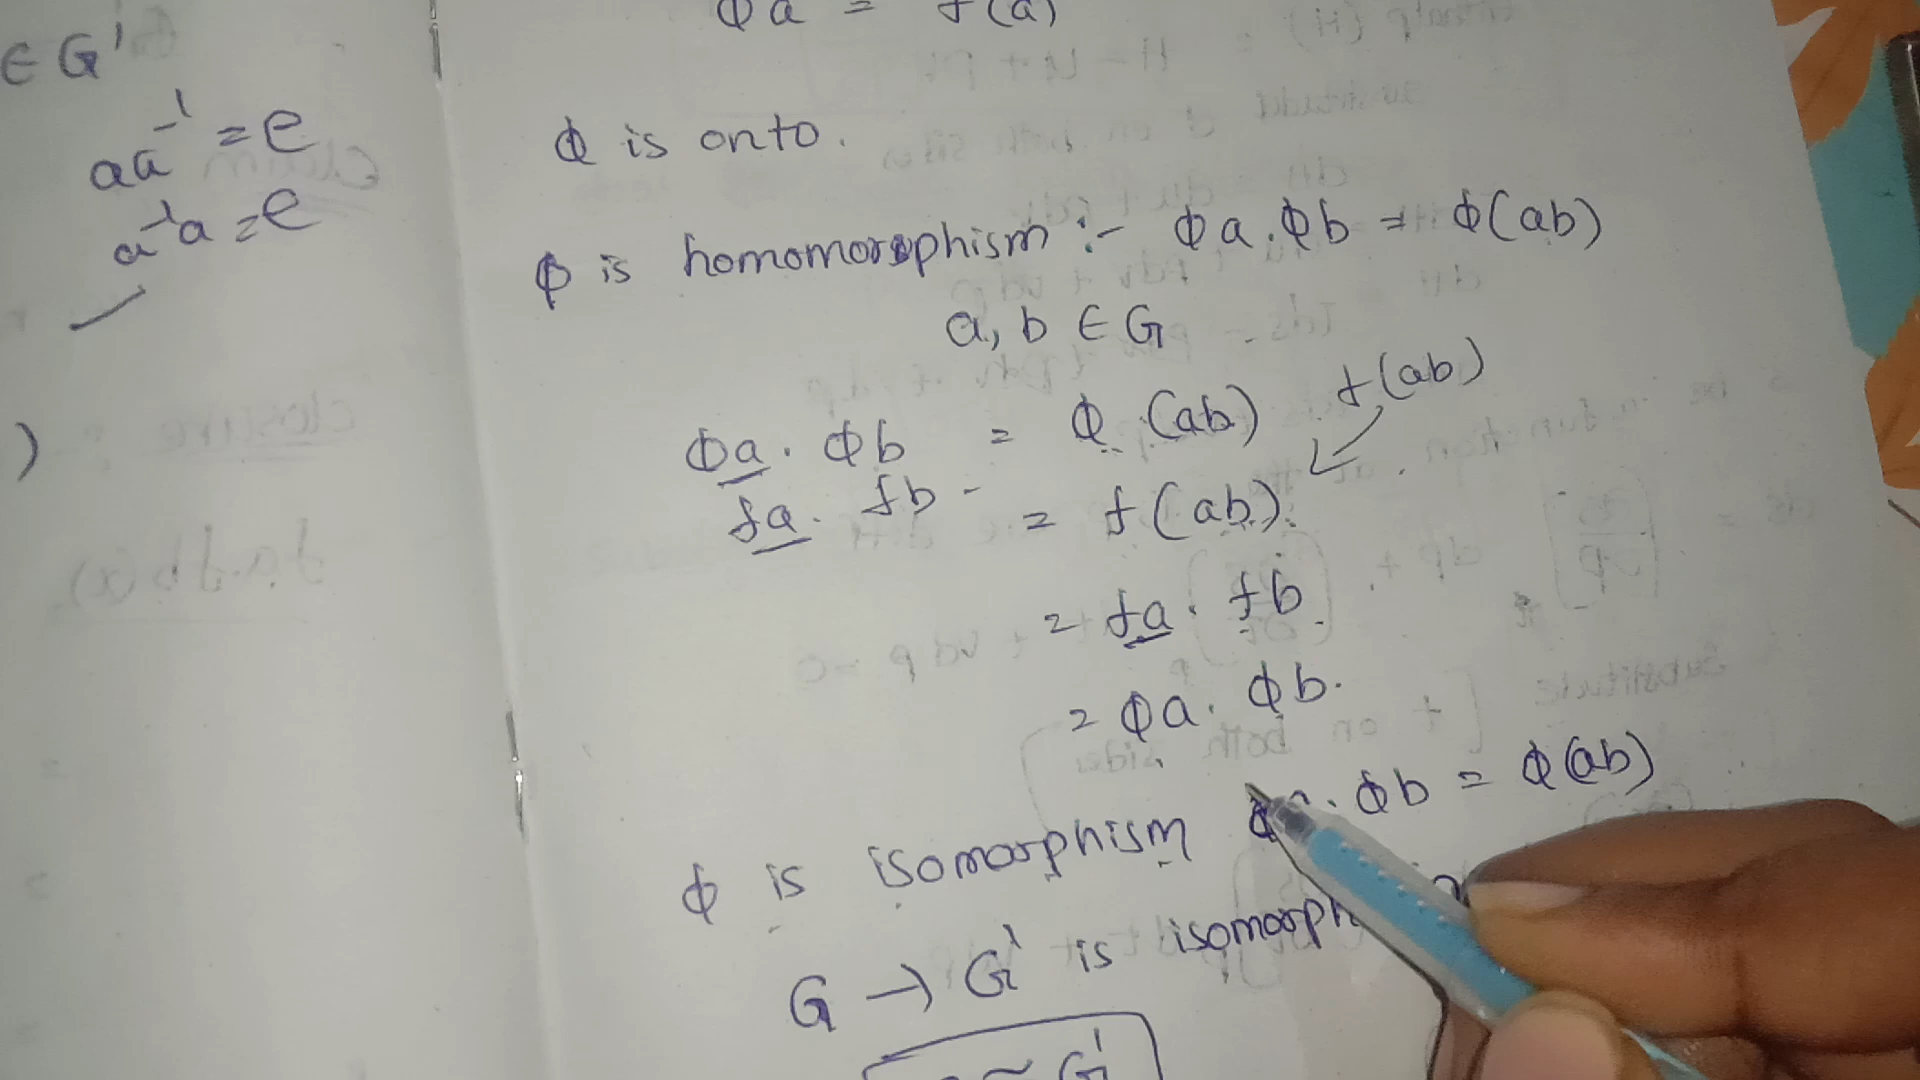 ∈ G'
aa⁻¹ = e
a⁻¹a = e
)
ϕa = f(a)
ϕ is onto.
ϕ is homomorphism :- ϕa.ϕb = ϕ(ab)
a, b ∈ G
ϕa . ϕb = ϕ (ab) f(ab)
fa . fb - = f(ab).
= fa . fb
= ϕa . ϕb.
ϕ is isomorphism . ϕb = ϕ(ab)
G → G' is
≈ G'